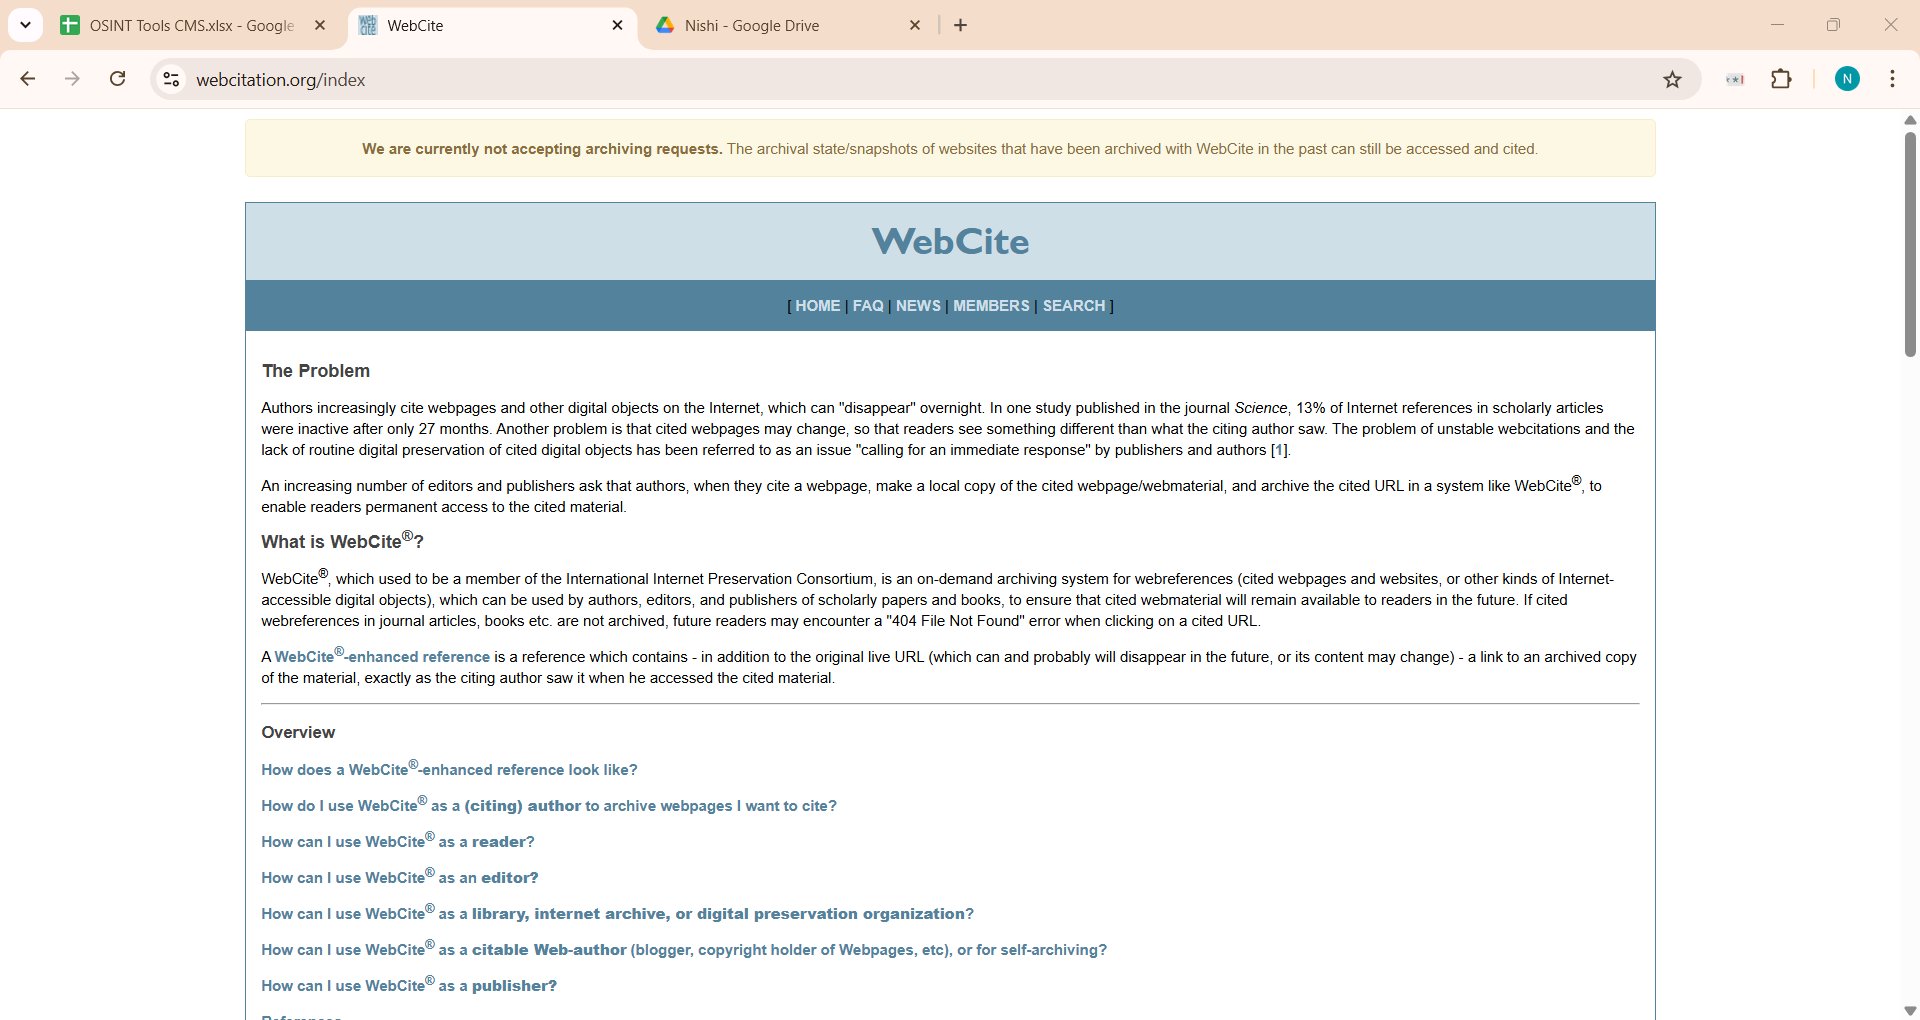 OSINT Tools CMS.xlsx - Google
WebCite
Nishi - Google Drive
webcitation.org/index
N
We are currently not accepting archiving requests. The archival state/snapshots of websites that have been archived with WebCite in the past can still be accessed and cited.
WebCite
[ HOME | FAQ | NEWS | MEMBERS | SEARCH ]
The Problem
Authors increasingly cite webpages and other digital objects on the Internet, which can "disappear" overnight. In one study published in the journal Science, 13% of Internet references in scholarly articles
were inactive after only 27 months. Another problem is that cited webpages may change, so that readers see something different than what the citing author saw. The problem of unstable webcitations and the
lack of routine digital preservation of cited digital objects has been referred to as an issue "calling for an immediate response" by publishers and authors [1].
An increasing number of editors and publishers ask that authors, when they cite a webpage, make a local copy of the cited webpage/webmaterial, and archive the cited URL in a system like WebCite®, to
enable readers permanent access to the cited material.
What is WebCite®?
WebCite®, which used to be a member of the International Internet Preservation Consortium, is an on-demand archiving system for webreferences (cited webpages and websites, or other kinds of Internet-
accessible digital objects), which can be used by authors, editors, and publishers of scholarly papers and books, to ensure that cited webmaterial will remain available to readers in the future. If cited
webreferences in journal articles, books etc. are not archived, future readers may encounter a "404 File Not Found" error when clicking on a cited URL.
A WebCite®-enhanced reference is a reference which contains - in addition to the original live URL (which can and probably will disappear in the future, or its content may change) - a link to an archived copy
of the material, exactly as the citing author saw it when he accessed the cited material.
Overview
How does a WebCite®-enhanced reference look like?
How do I use WebCite® as a (citing) author to archive webpages I want to cite?
How can I use WebCite® as a reader?
How can I use WebCite® as an editor?
How can I use WebCite® as a library, internet archive, or digital preservation organization?
How can I use WebCite® as a citable Web-author (blogger, copyright holder of Webpages, etc), or for self-archiving?
How can I use WebCite® as a publisher?